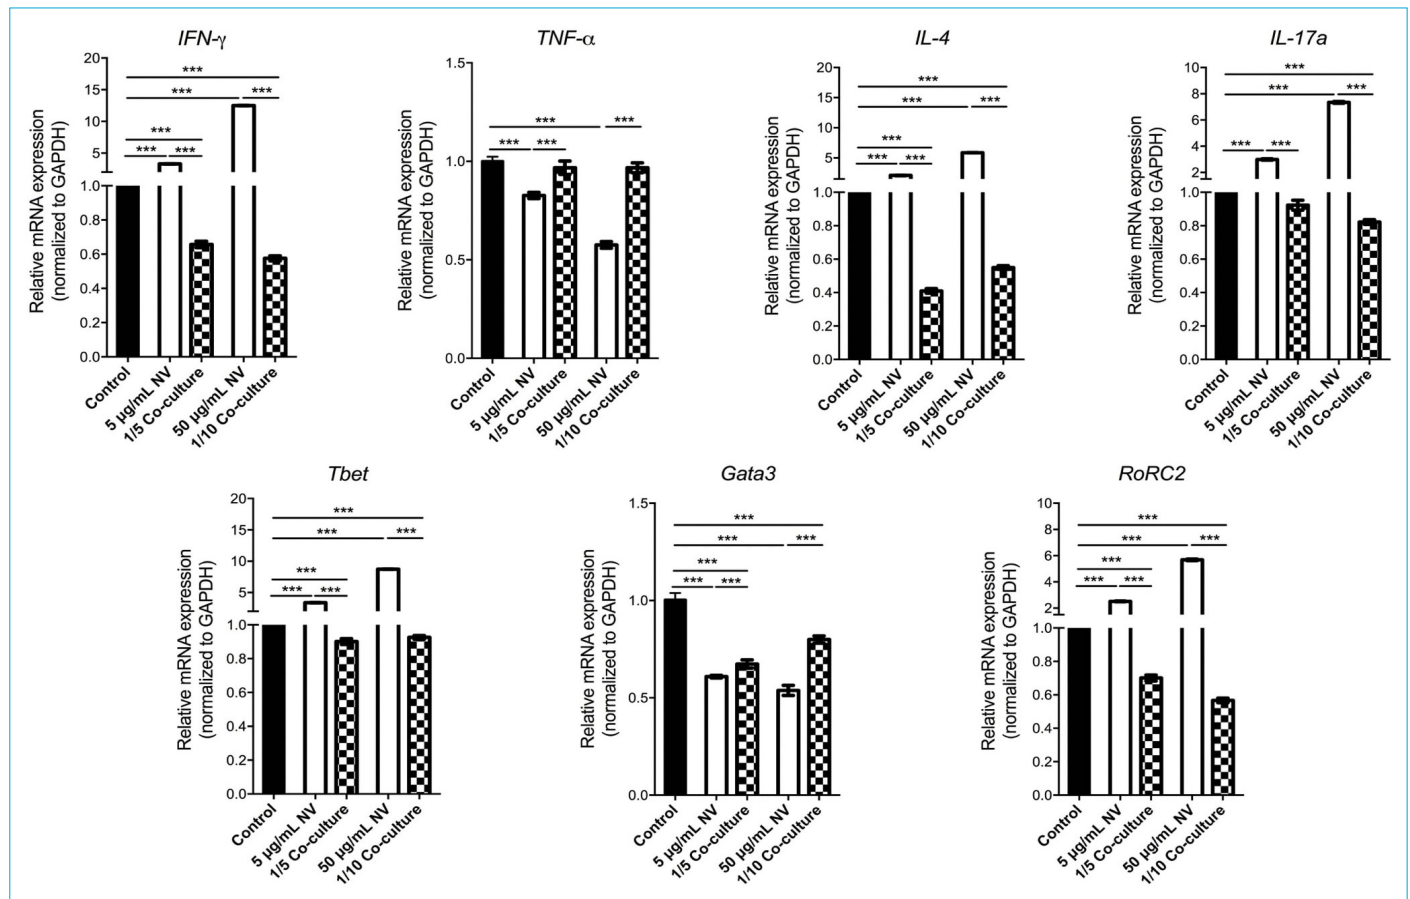 IFN-γ
Relative mRNA expression
(normalized to GAPDH)
20
15
10
5
1.0
0.8
0.6
0.4
0.2
0.0
***
***
***
***
***
***
Control
5 µg/mL NV
1/5 Co-culture
50 µg/mL NV
1/10 Co-culture
TNF-α
Relative mRNA expression
(normalized to GAPDH)
1.5
1.0
0.5
0.0
***
***
***
***
Control
5 µg/mL NV
1/5 Co-culture
50 µg/mL NV
1/10 Co-culture
IL-4
Relative mRNA expression
(normalized to GAPDH)
20
15
10
5
1.0
0.8
0.6
0.4
0.2
0.0
***
***
***
***
***
***
Control
5 µg/mL NV
1/5 Co-culture
50 µg/mL NV
1/10 Co-culture
IL-17a
Relative mRNA expression
(normalized to GAPDH)
10
8
6
4
2
1.0
0.8
0.6
0.4
0.2
0.0
***
***
***
***
***
Control
5 µg/mL NV
1/5 Co-culture
50 µg/mL NV
1/10 Co-culture
Tbet
Relative mRNA expression
(normalized to GAPDH)
20
15
10
5
1.0
0.8
0.6
0.4
0.2
0.0
***
***
***
***
***
***
Control
5 µg/mL NV
1/5 Co-culture
50 µg/mL NV
1/10 Co-culture
Gata3
Relative mRNA expression
(normalized to GAPDH)
1.5
1.0
0.5
0.0
***
***
***
***
***
***
Control
5 µg/mL NV
1/5 Co-culture
50 µg/mL NV
1/10 Co-culture
RoRC2
Relative mRNA expression
(normalized to GAPDH)
10
8
6
4
2
1.0
0.8
0.6
0.4
0.2
0.0
***
***
***
***
***
***
Control
5 µg/mL NV
1/5 Co-culture
50 µg/mL NV
1/10 Co-culture